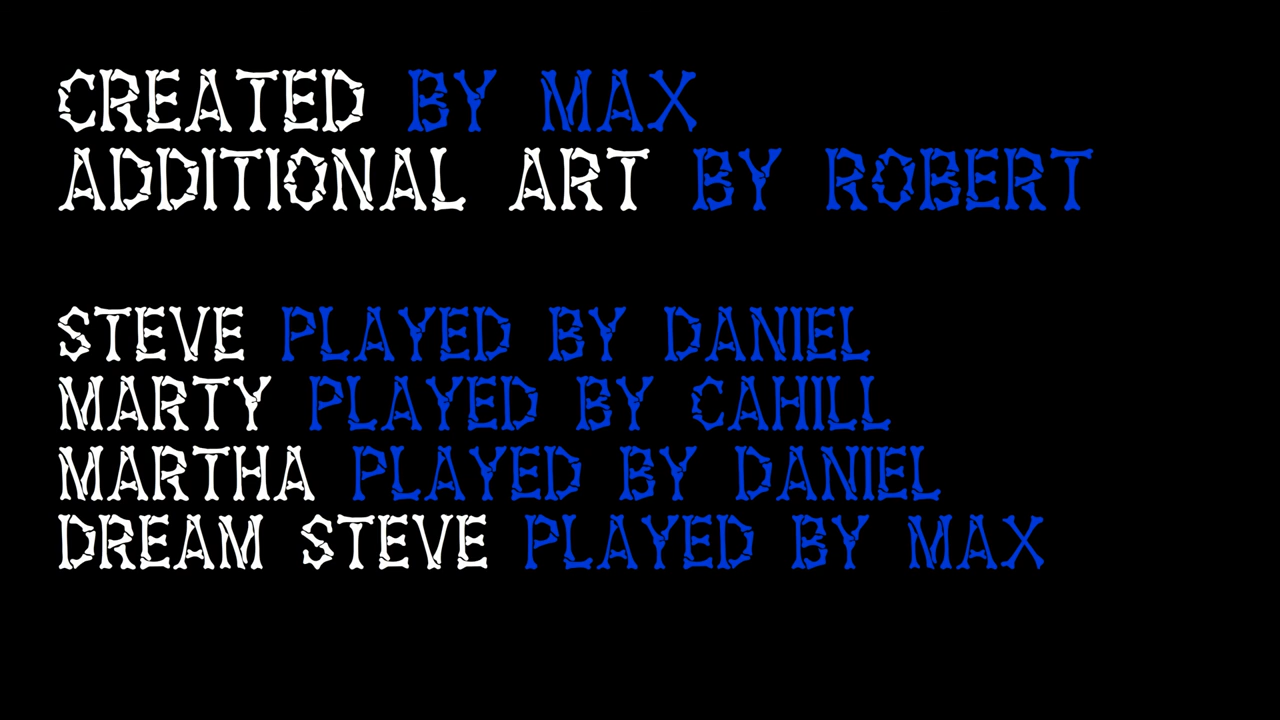 CREATED BY MAX
ADDITIONAL ART BY ROBERT
STEVE PLAYED BY DANIEL
MARTY PLAYED BY CAHILL
MARTHA PLAYED BY DANIEL
DREAM STEVE PLAYED BY MAX